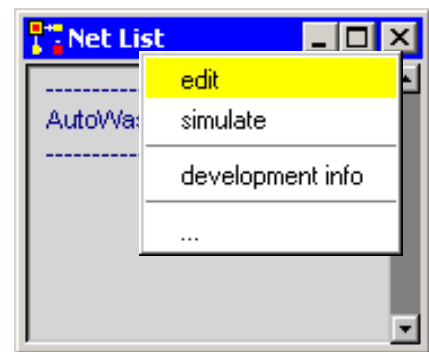 Net List
edit
simulate
development info
...
----------
----------